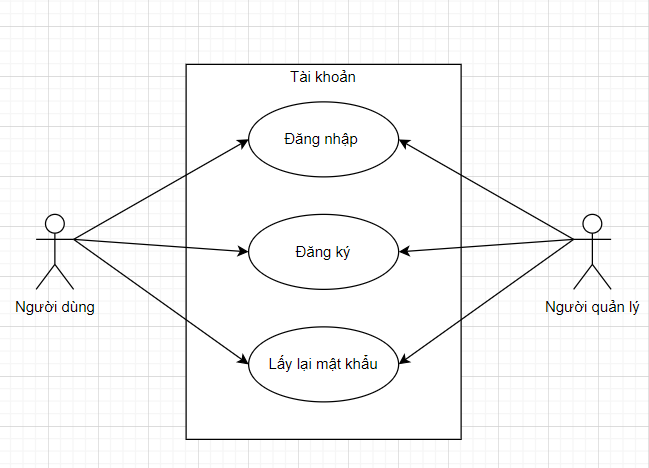 Tài khoản
Đăng nhập
Đăng ký
Người dùng
Người quản lý
Lấy lại mật khẩu